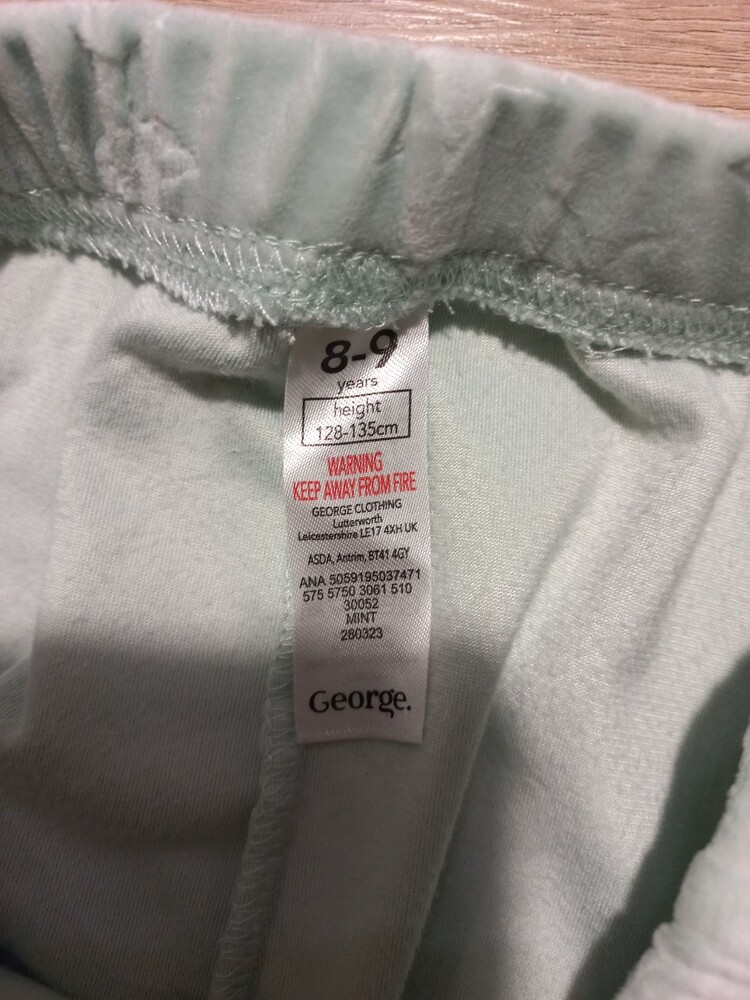 8-9
years
height
128-135cm
WARNING
KEEP AWAY FROM FIRE
GEORGE CLOTHING
Lutterworth
Leicestershire LE17 4XH UK
ASDA, Antrim, BT41 4GY
ANA 5059195037471
575 5750 3061 510
30052
MINT
280323
George.